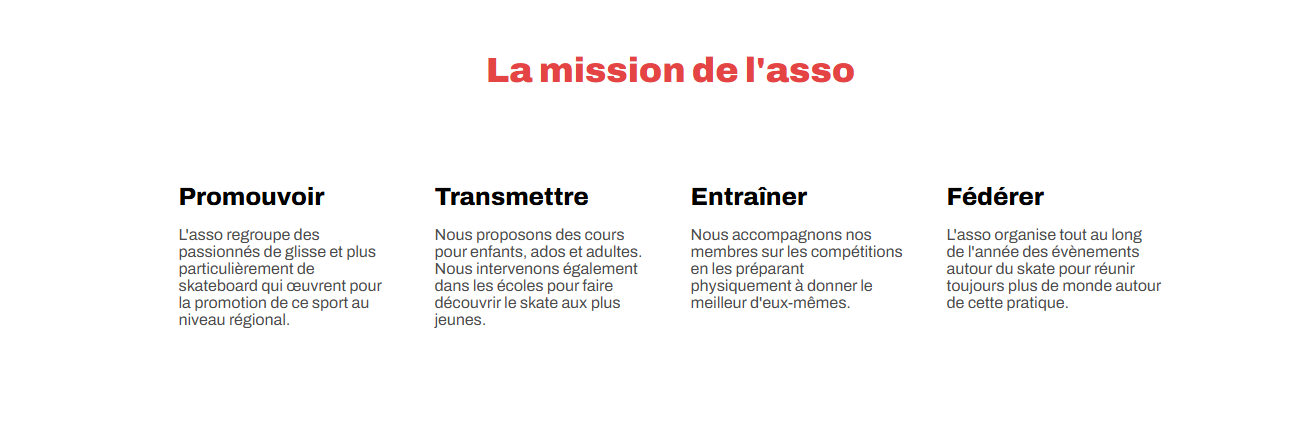 La mission de l'asso
Promouvoir
L'asso regroupe des
passionnés de glisse et plus
particulièrement de
skateboard qui œuvrent pour
la promotion de ce sport au
niveau régional.
Transmettre
Nous proposons des cours
pour enfants, ados et adultes.
Nous intervenons également
dans les écoles pour faire
découvrir le skate aux plus
jeunes.
Entraîner
Nous accompagnons nos
membres sur les compétitions
en les préparant
physiquement à donner le
meilleur d'eux-mêmes.
Fédérer
L'asso organise tout au long
de l'année des évènements
autour du skate pour réunir
toujours plus de monde autour
de cette pratique.